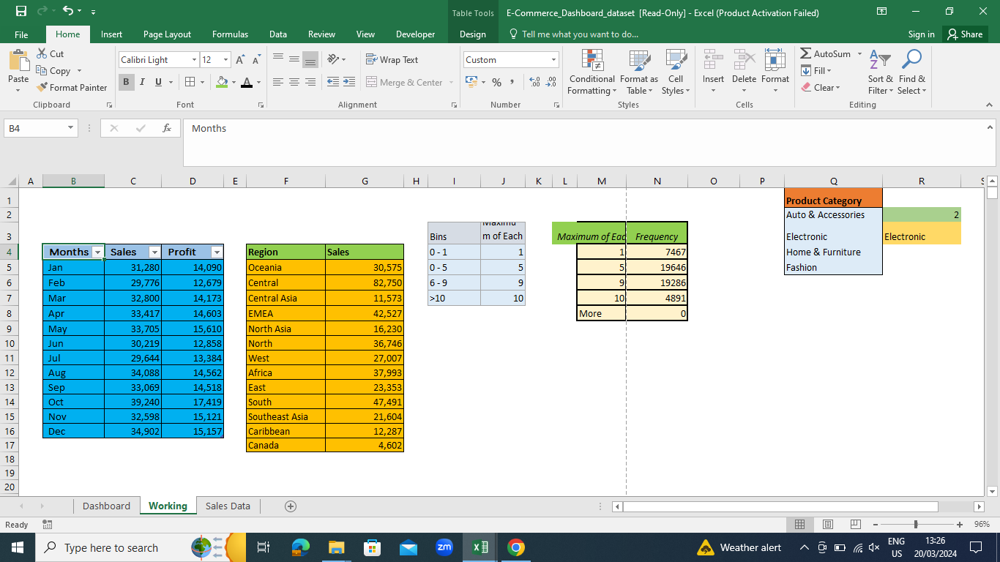 Table Tools E-Commerce_Dashboard_dataset [Read-Only] - Excel (Product Activation Failed)
File Home Insert Page Layout Formulas Data Review View Developer Design Tell me what you want to do... Sign in Share
Paste Cut Copy Format Painter
Calibri Light 12
B I U A
Wrap Text
Merge & Center
Custom
% ,
Conditional Formatting
Format as Table
Cell Styles
Insert Delete Format
AutoSum
Fill
Clear
Sort & Filter
Find & Select
Clipboard Font Alignment Number Styles Cells Editing
B4 fx Months
A B C D E F G H I J K L M N O P Q R
1 Product Category
2 Auto & Accessories 2
3 Bins m of Each Maximum of Eac Frequency Electronic Electronic
4 Months Sales Profit Region Sales 0 - 1 1 1 7467 Home & Furniture
5 Jan 31,280 14,090 Oceania 30,575 0 - 5 5 5 19646 Fashion
6 Feb 29,776 12,679 Central 82,750 6 - 9 9 9 19286
7 Mar 32,800 14,173 Central Asia 11,573 >10 10 10 4891
8 Apr 33,417 14,603 EMEA 42,527 More 0
9 May 33,705 15,610 North Asia 16,230
10 Jun 30,219 12,858 North 36,746
11 Jul 29,644 13,384 West 27,007
12 Aug 34,088 14,562 Africa 37,993
13 Sep 33,069 14,518 East 23,353
14 Oct 39,240 17,419 South 47,491
15 Nov 32,598 15,121 Southeast Asia 21,604
16 Dec 34,902 15,157 Caribbean 12,287
17 Canada 4,602
18
19
20
Dashboard Working Sales Data
Ready 96%
Type here to search zm Weather alert ENG US 13:26 20/03/2024